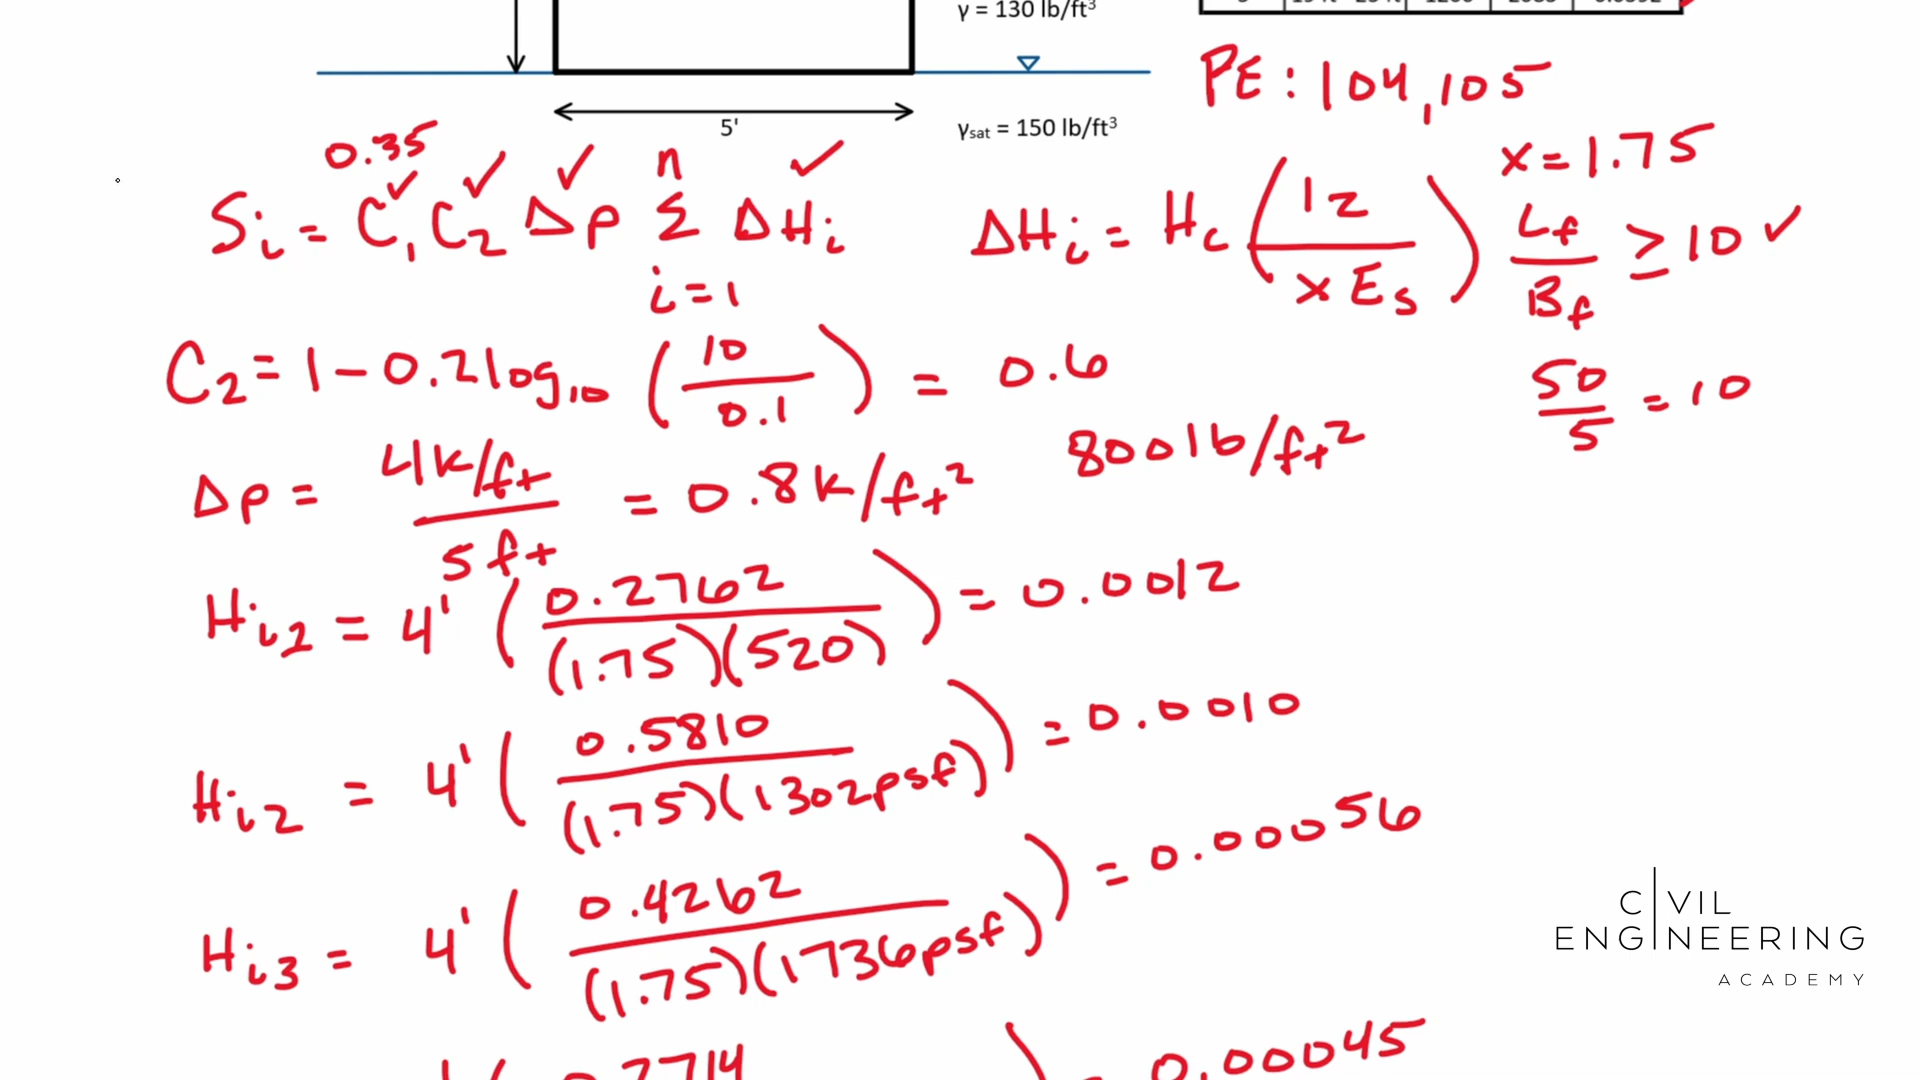 γ = 130 lb/ft³
PE : 104,105
5'
γsat = 150 lb/ft³
0.35
x = 1.75
Si = C₁ C₂ Δp n Σ i=1 ΔHi
ΔHi = Hc (12 / x Es)
Lf / Bf ≥ 10 ✓
C₂ = 1 - 0.2 log₁₀ (10 / 0.1) = 0.6
50 / 5 = 10
Δp = 4k/ft / 5ft = 0.8k/ft²
800 lb/ft²
Hi2 = 4' (0.2762 / (1.75)(520)) = 0.0012
Hi2 = 4' (0.5810 / (1.75)(1302psf)) = 0.0010
Hi3 = 4' (0.4262 / (1.75)(1736psf)) = 0.00056
0.00045
CIVIL
ENGINEERING
ACADEMY